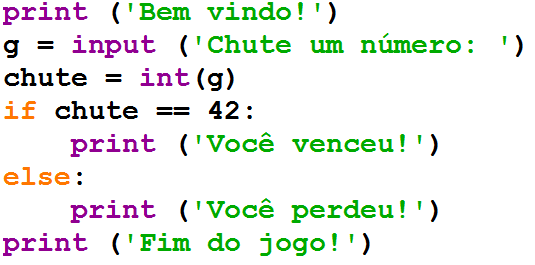 print ('Bem vindo!')
g = input ('Chute um número: ')
chute = int(g)
if chute == 42:
    print ('Você venceu!')
else:
    print ('Você perdeu!')
print ('Fim do jogo!')